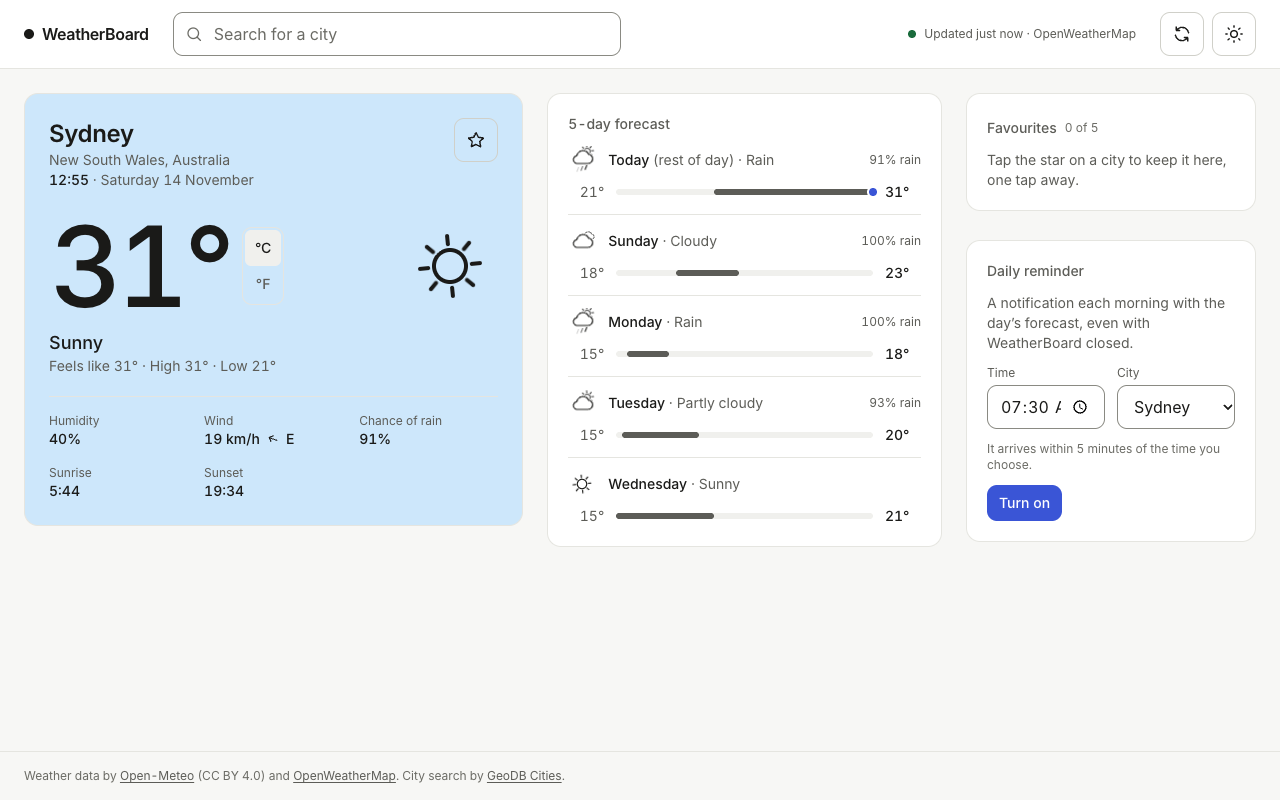 WeatherBoard
Search for a city
Updated just now · OpenWeatherMap
Sydney
New South Wales, Australia
12:55 · Saturday 14 November
31°
°C
°F
Sunny
Feels like 31° · High 31° · Low 21°
Humidity
40%
Wind
19 km/h E
Chance of rain
91%
Sunrise
5:44
Sunset
19:34
5-day forecast
Today (rest of day) · Rain 91% rain
21° 31°
Sunday · Cloudy 100% rain
18° 23°
Monday · Rain 100% rain
15° 18°
Tuesday · Partly cloudy 93% rain
15° 20°
Wednesday · Sunny
15° 21°
Favourites 0 of 5
Tap the star on a city to keep it here,
one tap away.
Daily reminder
A notification each morning with the
day's forecast, even with
WeatherBoard closed.
Time
07:30
City
Sydney
It arrives within 5 minutes of the time you
choose.
Turn on
Weather data by Open-Meteo (CC BY 4.0) and OpenWeatherMap. City search by GeoDB Cities.